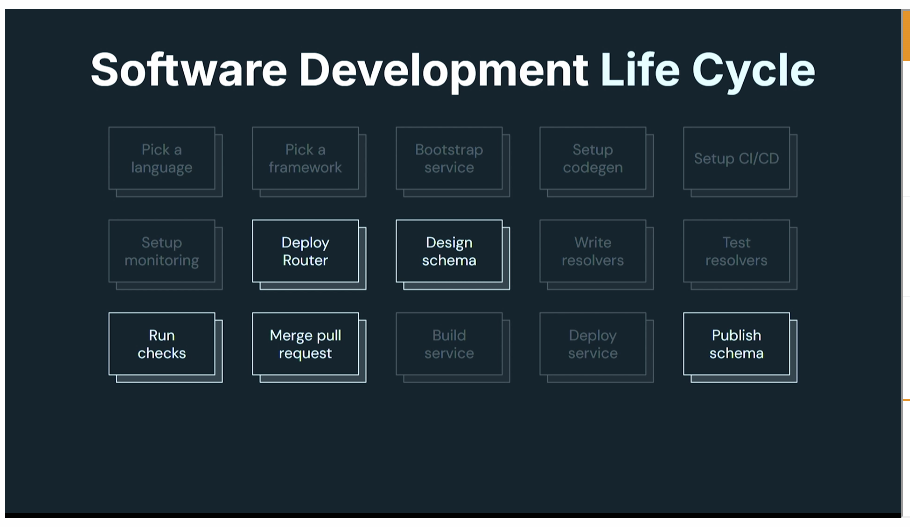 Software Development Life Cycle
Pick a
language
Pick a
framework
Bootstrap
service
Setup
codegen
Setup CI/CD
Setup
monitoring
Deploy
Router
Design
schema
Write
resolvers
Test
resolvers
Run
checks
Merge pull
request
Build
service
Deploy
service
Publish
schema